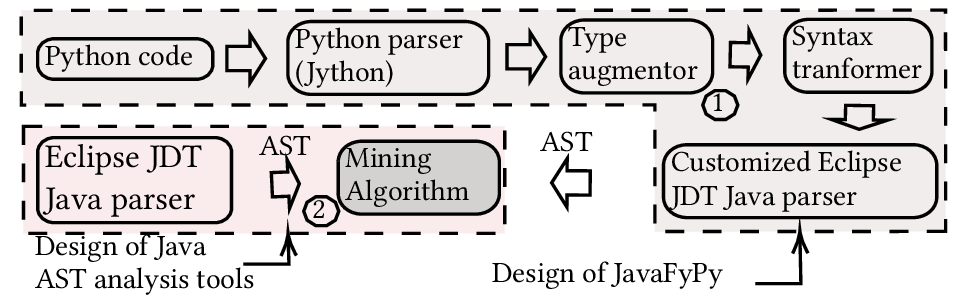 Python code
Python parser
(Jython)
Type
augmentor
Syntax
tranformer
1
Customized Eclipse
JDT Java parser
AST
Eclipse JDT
Java parser
AST
Mining
Algorithm
2
Design of Java
AST analysis tools
Design of JavaFyPy